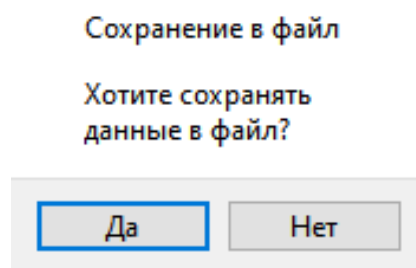 Сохранение в файл
Хотите сохранять
данные в файл?
Да
Нет